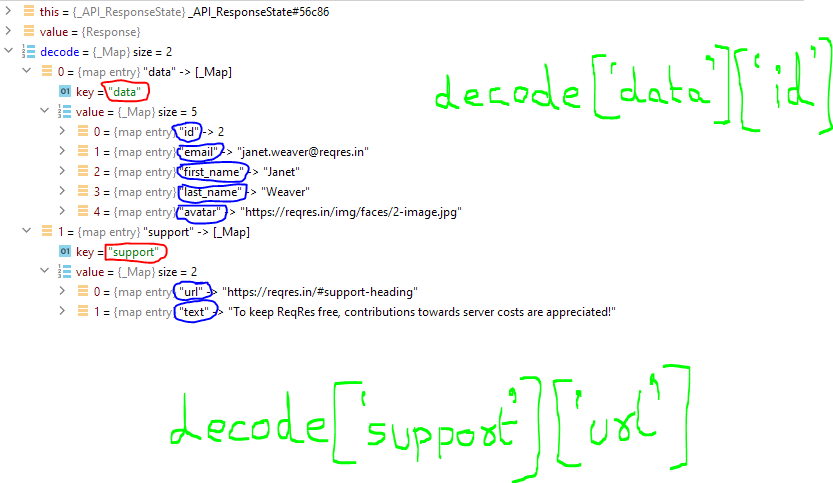 this = {_API_ResponseState} _API_ResponseState#56c86
value = {Response}
decode = {_Map} size = 2
0 = {map entry} "data" -> [_Map]
key = "data"
value = {_Map} size = 5
0 = {map entry} "id" -> 2
1 = {map entry} "email" -> "janet.weaver@reqres.in"
2 = {map entry} "first_name" -> "Janet"
3 = {map entry} "last_name" -> "Weaver"
4 = {map entry} "avatar" -> "https://reqres.in/img/faces/2-image.jpg"
1 = {map entry} "support" -> [_Map]
key = "support"
value = {_Map} size = 2
0 = {map entry} "url" -> "https://reqres.in/#support-heading"
1 = {map entry} "text" -> "To keep ReqRes free, contributions towards server costs are appreciated!"
decode['data']['id']
decode['support']['url']